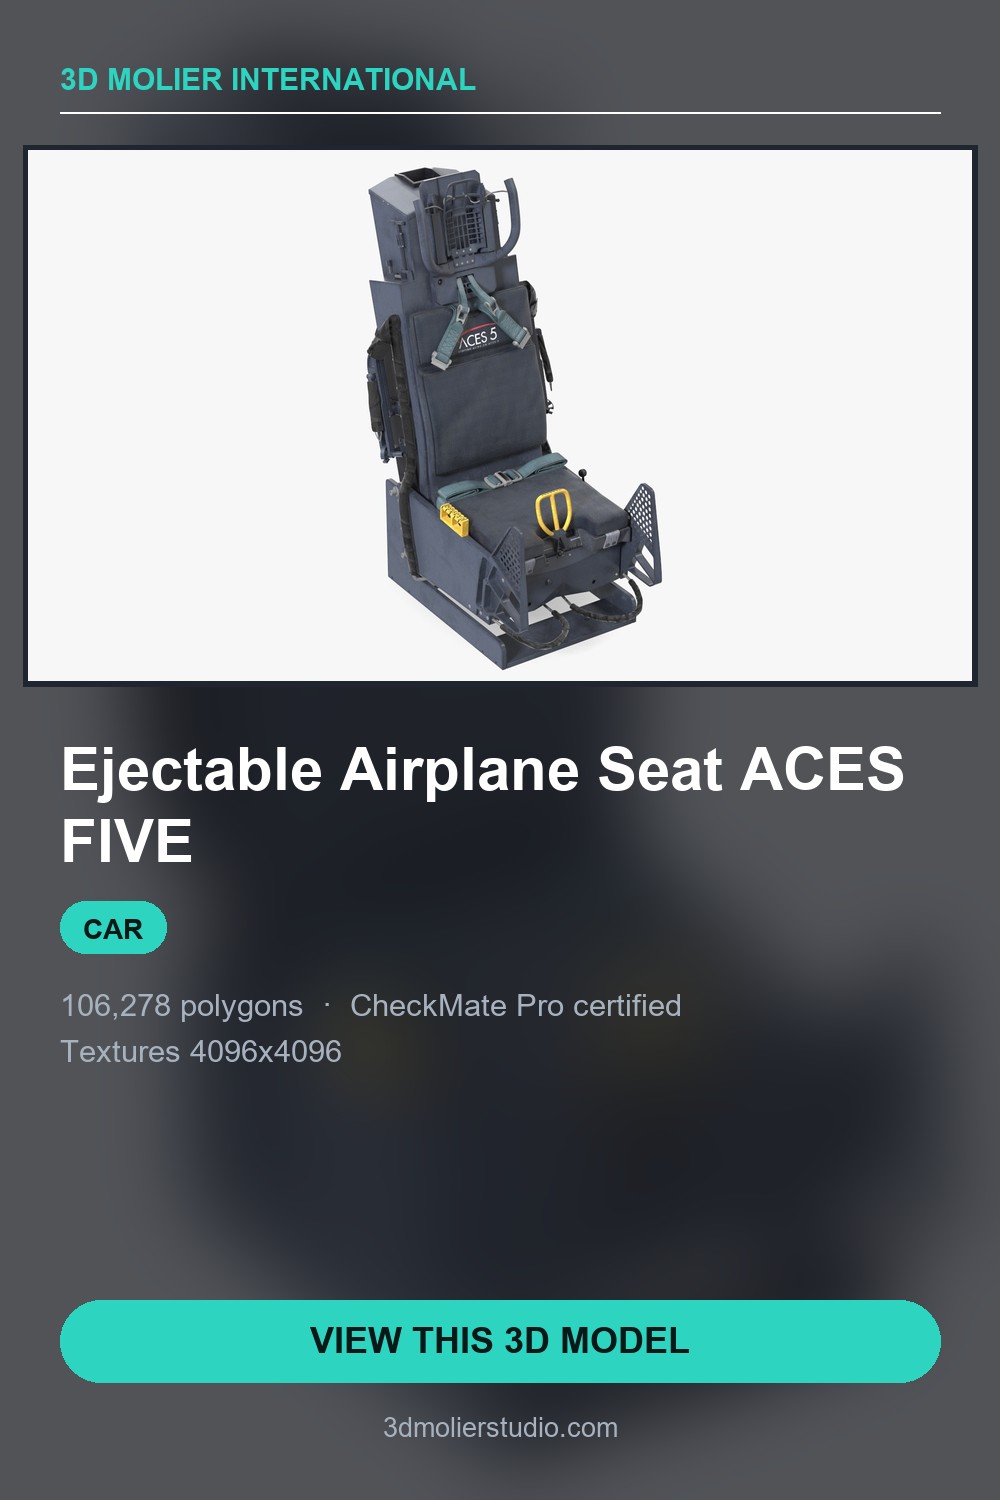 3D MOLIER INTERNATIONAL
ACES 5
Ejectable Airplane Seat ACES
FIVE
CAR
106,278 polygons · CheckMate Pro certified
Textures 4096x4096
VIEW THIS 3D MODEL
3dmolierstudio.com